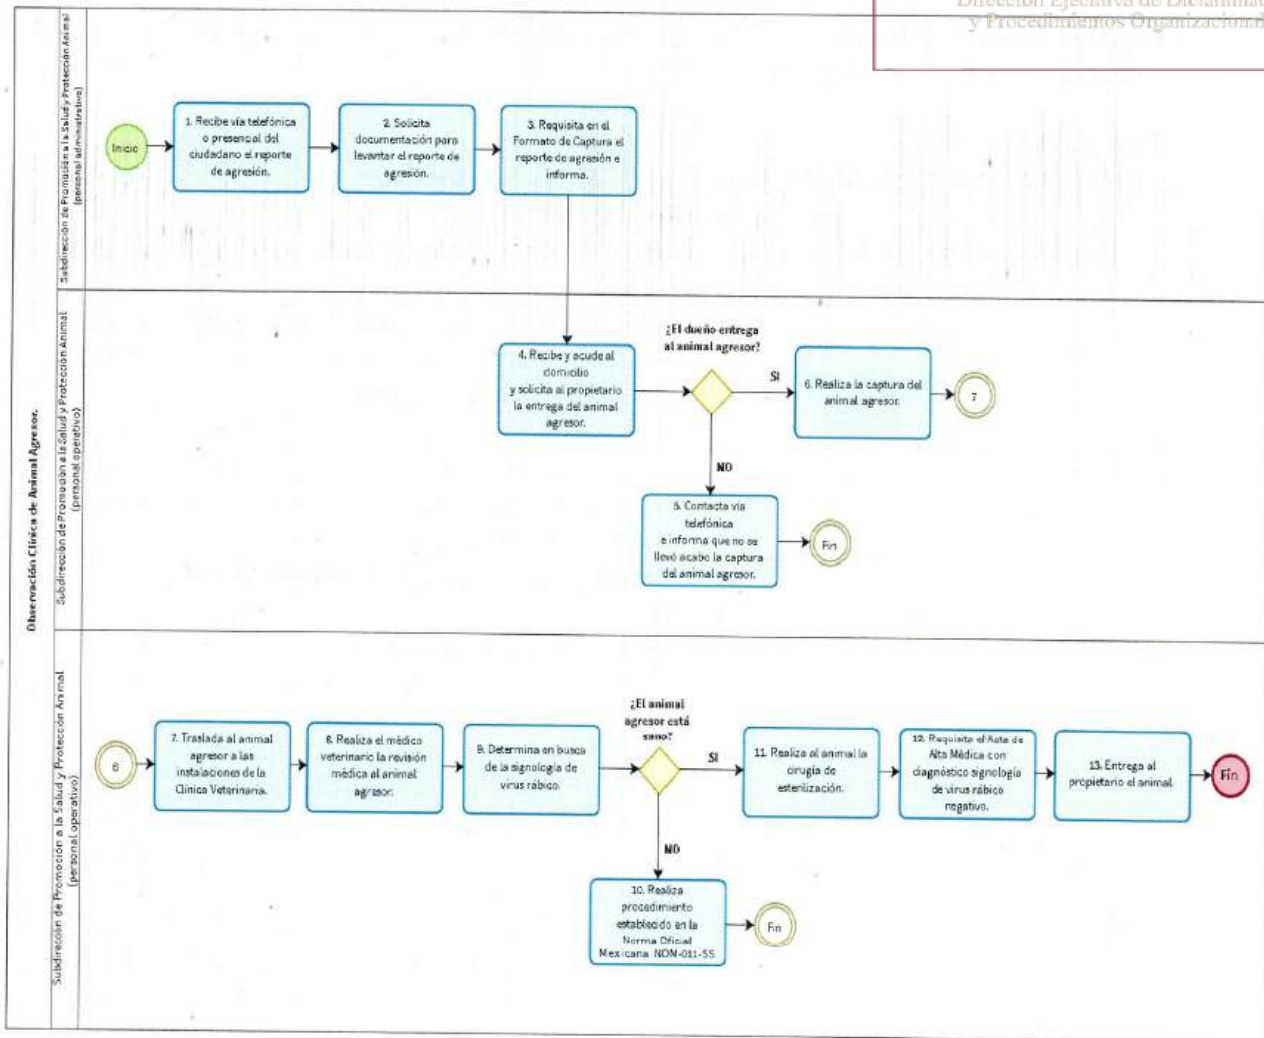 Dirección Ejecutiva de
y Procedimientos
Observación Clínica de Animal Agresor.
Subdirección de Promoción a la Salud y Protección Animal
(personal administrativo)
Inicio
1. Recibe vía telefónica
o presencial del
ciudadano el reporte
de agresión.
2. Solicita
documentación para
levantar el reporte de
agresión.
3. Requisita en el
Formato de Captura el
reporte de agresión e
informa.
Subdirección de Promoción a la Salud y Protección Animal
(personal operativo)
4. Recibe y acude al
domicilio
y solicita al propietario
la entrega del animal
agresor.
¿El dueño entrega
al animal agresor?
SI
6. Realiza la captura del
animal agresor.
7
NO
5. Contacta vía
telefónica
e informa que no se
llevó acabo la captura
del animal agresor.
Fin
Subdirección de Promoción a la Salud y Protección Animal
(personal operativo)
6
7. Traslada al animal
agresor a las
instalaciones de la
Clínica Veterinaria.
8. Realiza el médico
veterinario la revisión
médica al animal
agresor.
9. Determina en busca
de la signología de
virus rábico.
¿El animal
agresor está
sano?
SI
11. Realiza al animal la
cirugía de
esterilización.
12. Requisita el Acta de
Alta Médica con
diagnóstico signología
de virus rábico
negativo.
13. Entrega al
propietario el animal.
Fin
NO
10. Realiza
procedimiento
establecido en la
Norma Oficial
Mexicana NOM-011-SS
Fin